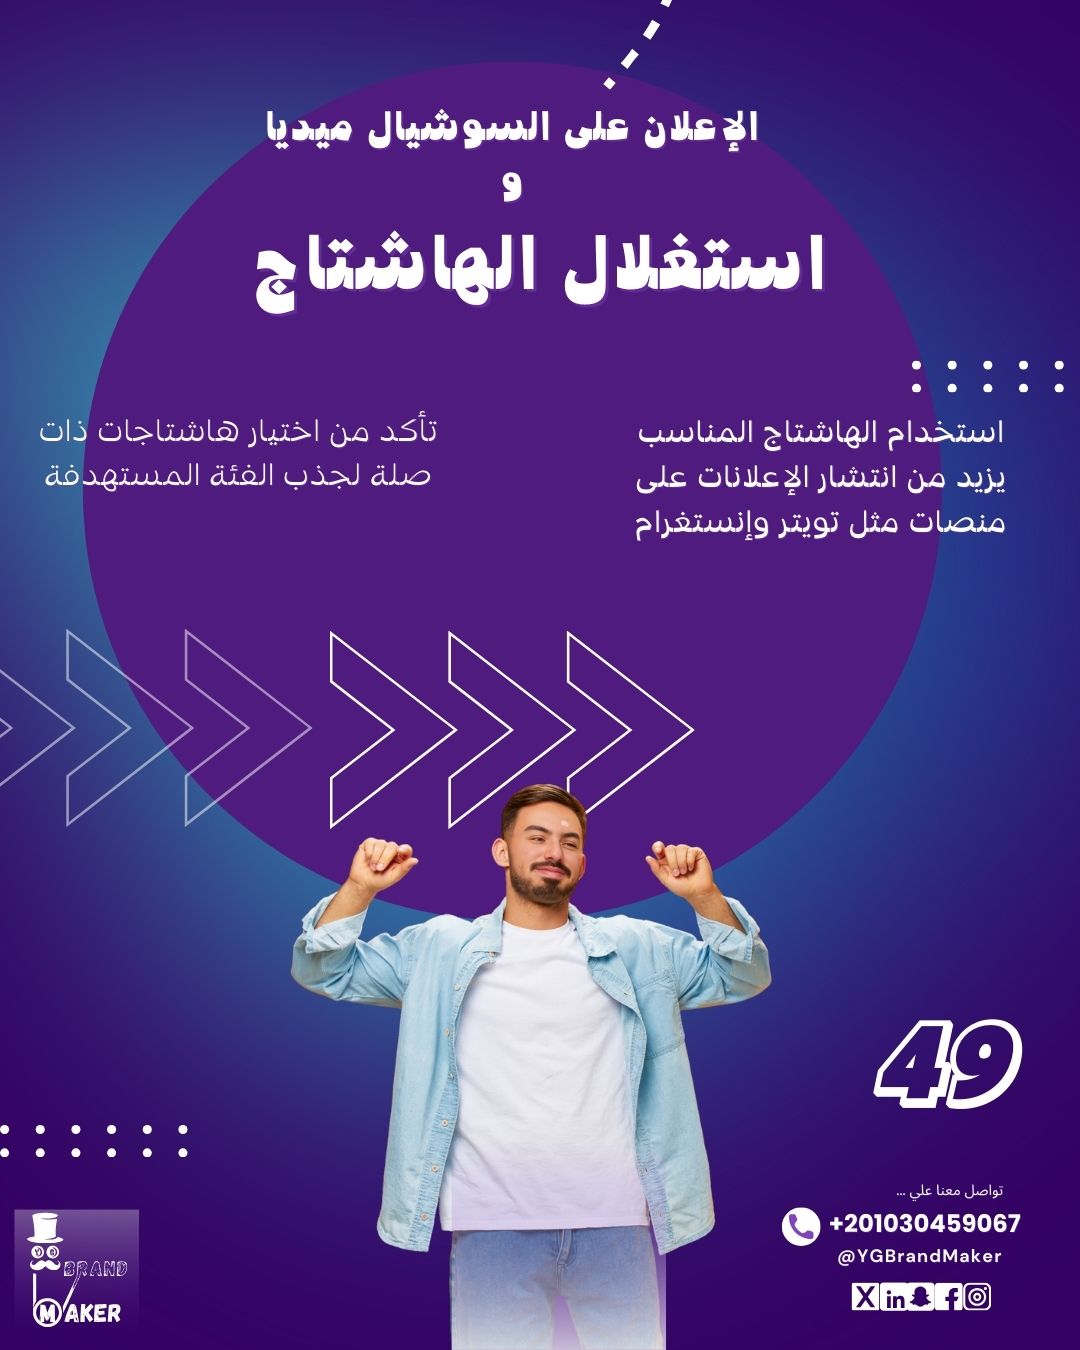 الإعلان على السوشيال ميديا
و
استغلال الهاشتاج
استخدام الهاشتاج المناسب
يزيد من انتشار الإعلانات على
منصات مثل تويتر وإنستغرام
تأكد من اختيار هاشتاجات ذات
صلة لجذب الفئة المستهدفة
49
تواصل معنا علي ...
+201030459067
@YGBrandMaker
BRAND
MAKER